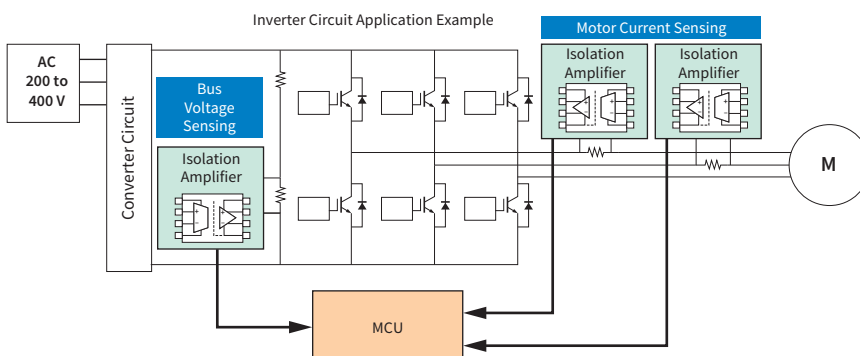 Inverter Circuit Application Example
Motor Current Sensing
AC
200 to
400 V
Converter Circuit
Bus
Voltage
Sensing
Isolation
Amplifier
Isolation
Amplifier
Isolation
Amplifier
M
MCU